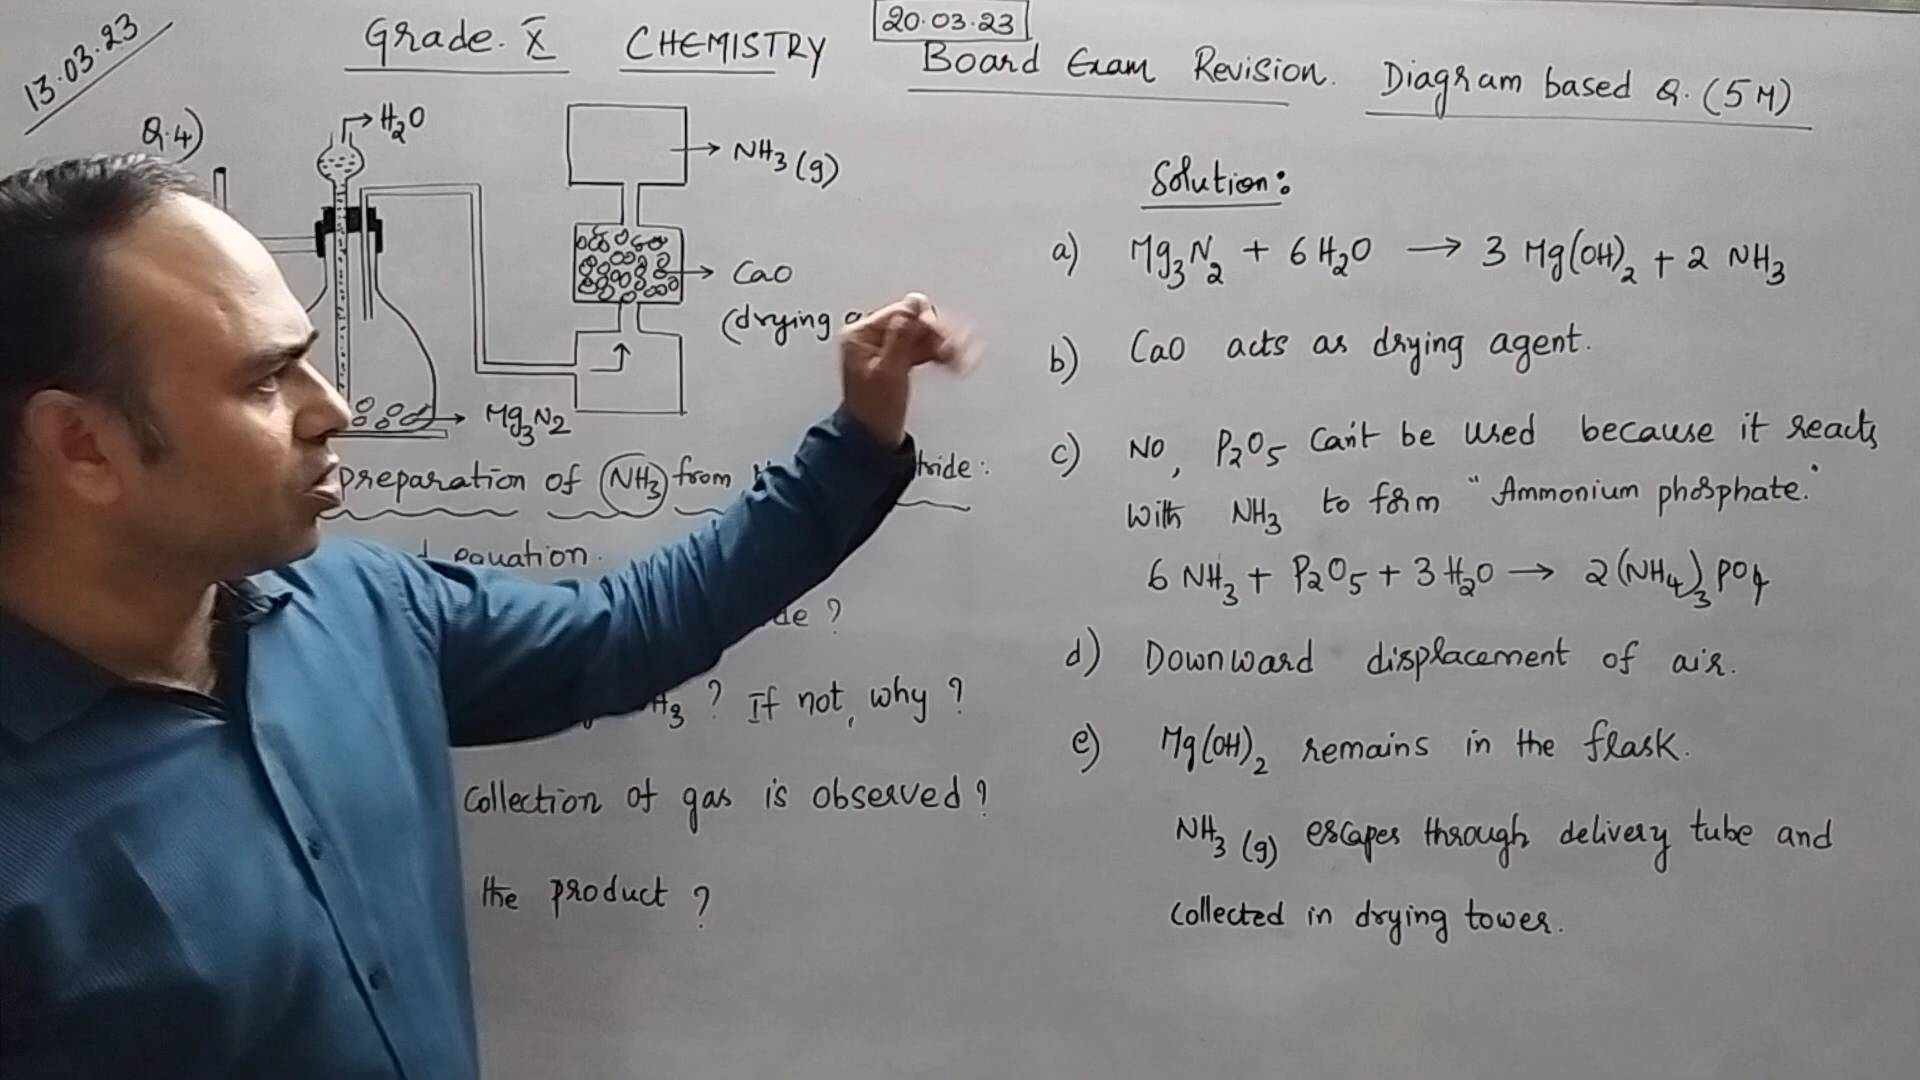 13.03.23
Grade. X CHEMISTRY
20.03.23
Board Exam Revision. Diagram based Q. (5 M)
Q.4)
H₂O
NH₃ (g)
CaO
(drying
Mg₃N₂
preparation of NH₃ from
equation.
?
? If not, why ?
Collection of gas is observed ?
the product ?
Solution:
a) Mg₃N₂ + 6 H₂O → 3 Mg(OH)₂ + 2 NH₃
b) CaO acts as drying agent.
c) NO, P₂O₅ Can't be used because it reacts
with NH₃ to form "Ammonium phosphate."
6 NH₃ + P₂O₅ + 3 H₂O → 2 (NH₄)₃ PO₄
d) Downward displacement of air.
e) Mg(OH)₂ remains in the flask.
NH₃ (g) escapes through delivery tube and
collected in drying tower.